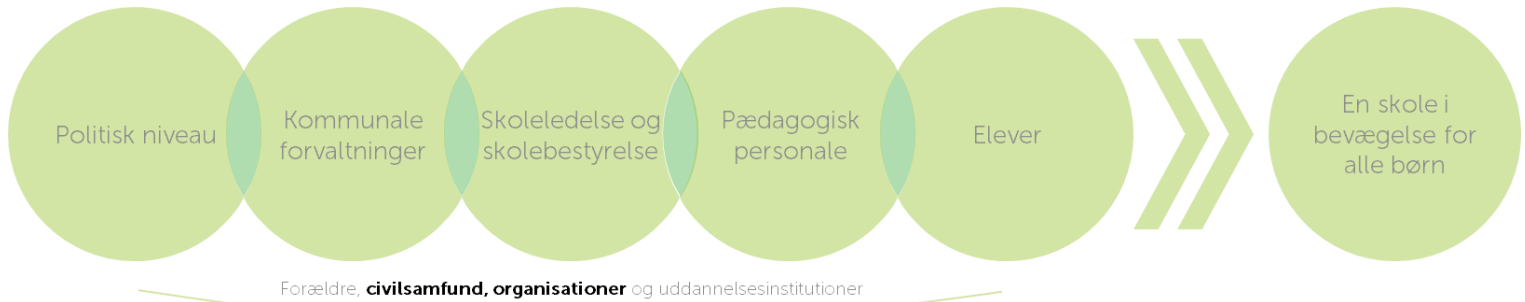 Politisk niveau
Kommunale
forvaltninger
Skoleledelse og
skolebestyrelse
Pædagogisk
personale
Elever
En skole i
bevægelse for
alle børn
Forældre, civilsamfund, organisationer og uddannelsesinstitutioner